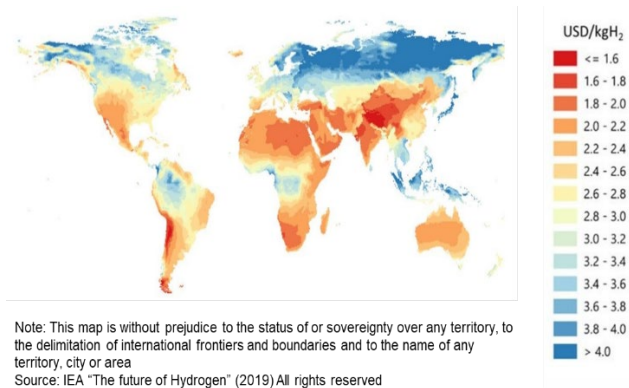 USD/kgH₂
<= 1.6
1.6 - 1.8
1.8 - 2.0
2.0 - 2.2
2.2 - 2.4
2.4 - 2.6
2.6 - 2.8
2.8 - 3.0
3.0 - 3.2
3.2 - 3.4
3.4 - 3.6
3.6 - 3.8
3.8 - 4.0
> 4.0
Note: This map is without prejudice to the status of or sovereignty over any territory, to
the delimitation of international frontiers and boundaries and to the name of any
territory, city or area
Source: IEA “The future of Hydrogen” (2019) All rights reserved